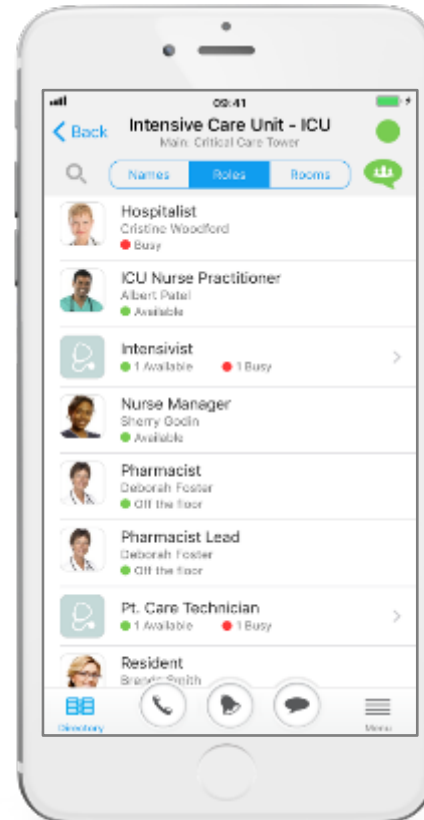 09:41
Back
Intensive Care Unit - ICU
Main: Critical Care Tower
Names Roles Rooms
Hospitalist
Cristine Woodford
Busy
ICU Nurse Practitioner
Albert Patel
Available
Intensivist
1 Available 1 Busy
Nurse Manager
Sherry Godin
Available
Pharmacist
Deborah Foster
Off the floor
Pharmacist Lead
Deborah Foster
Off the floor
Pt. Care Technician
1 Available 1 Busy
Resident
Brenda Smith
Directory Menu